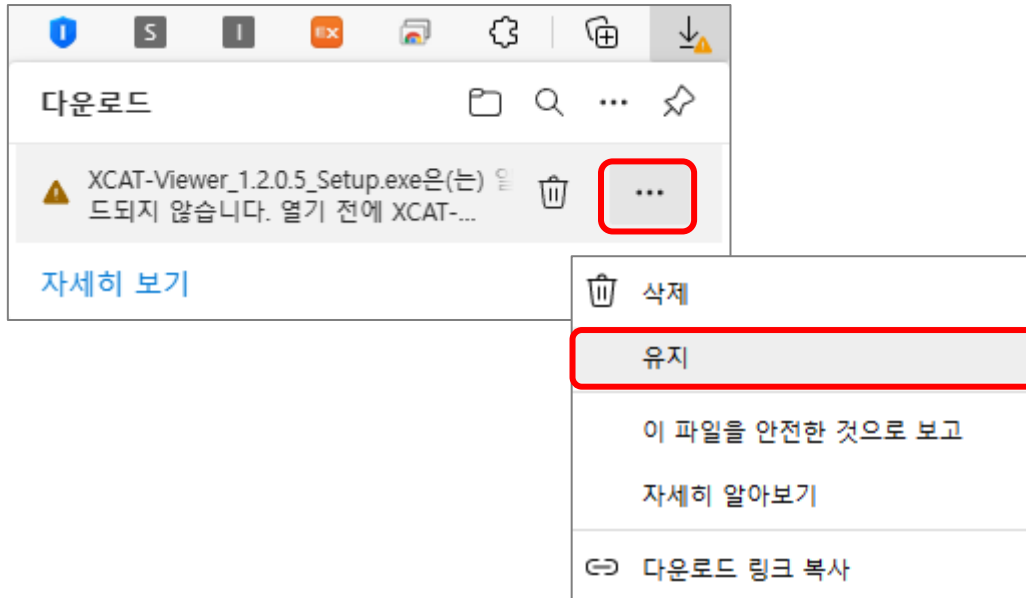 S
I
EX
다운로드
XCAT-Viewer_1.2.0.5_Setup.exe은(는) 일
드되지 않습니다. 열기 전에 XCAT-...
자세히 보기
삭제
유지
이 파일을 안전한 것으로 보고
자세히 알아보기
다운로드 링크 복사